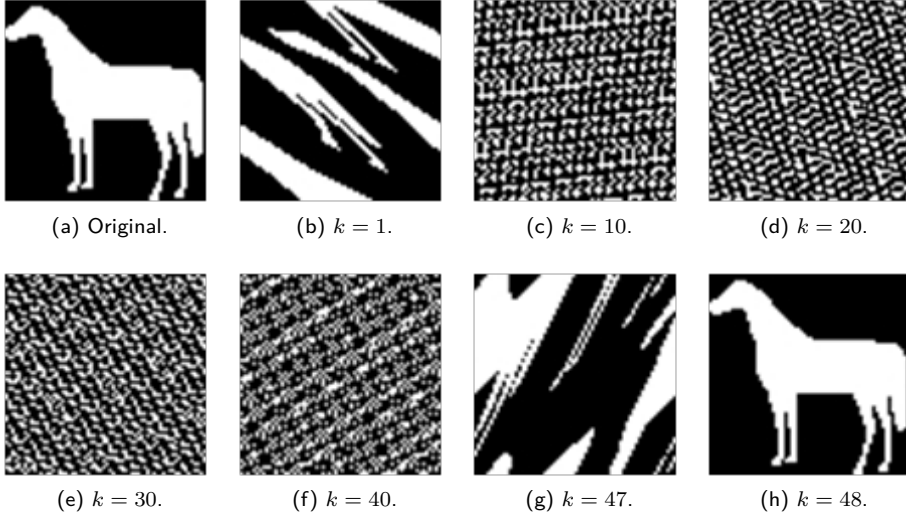 (a) Original.
(b) k = 1.
(c) k = 10.
(d) k = 20.
(e) k = 30.
(f) k = 40.
(g) k = 47.
(h) k = 48.